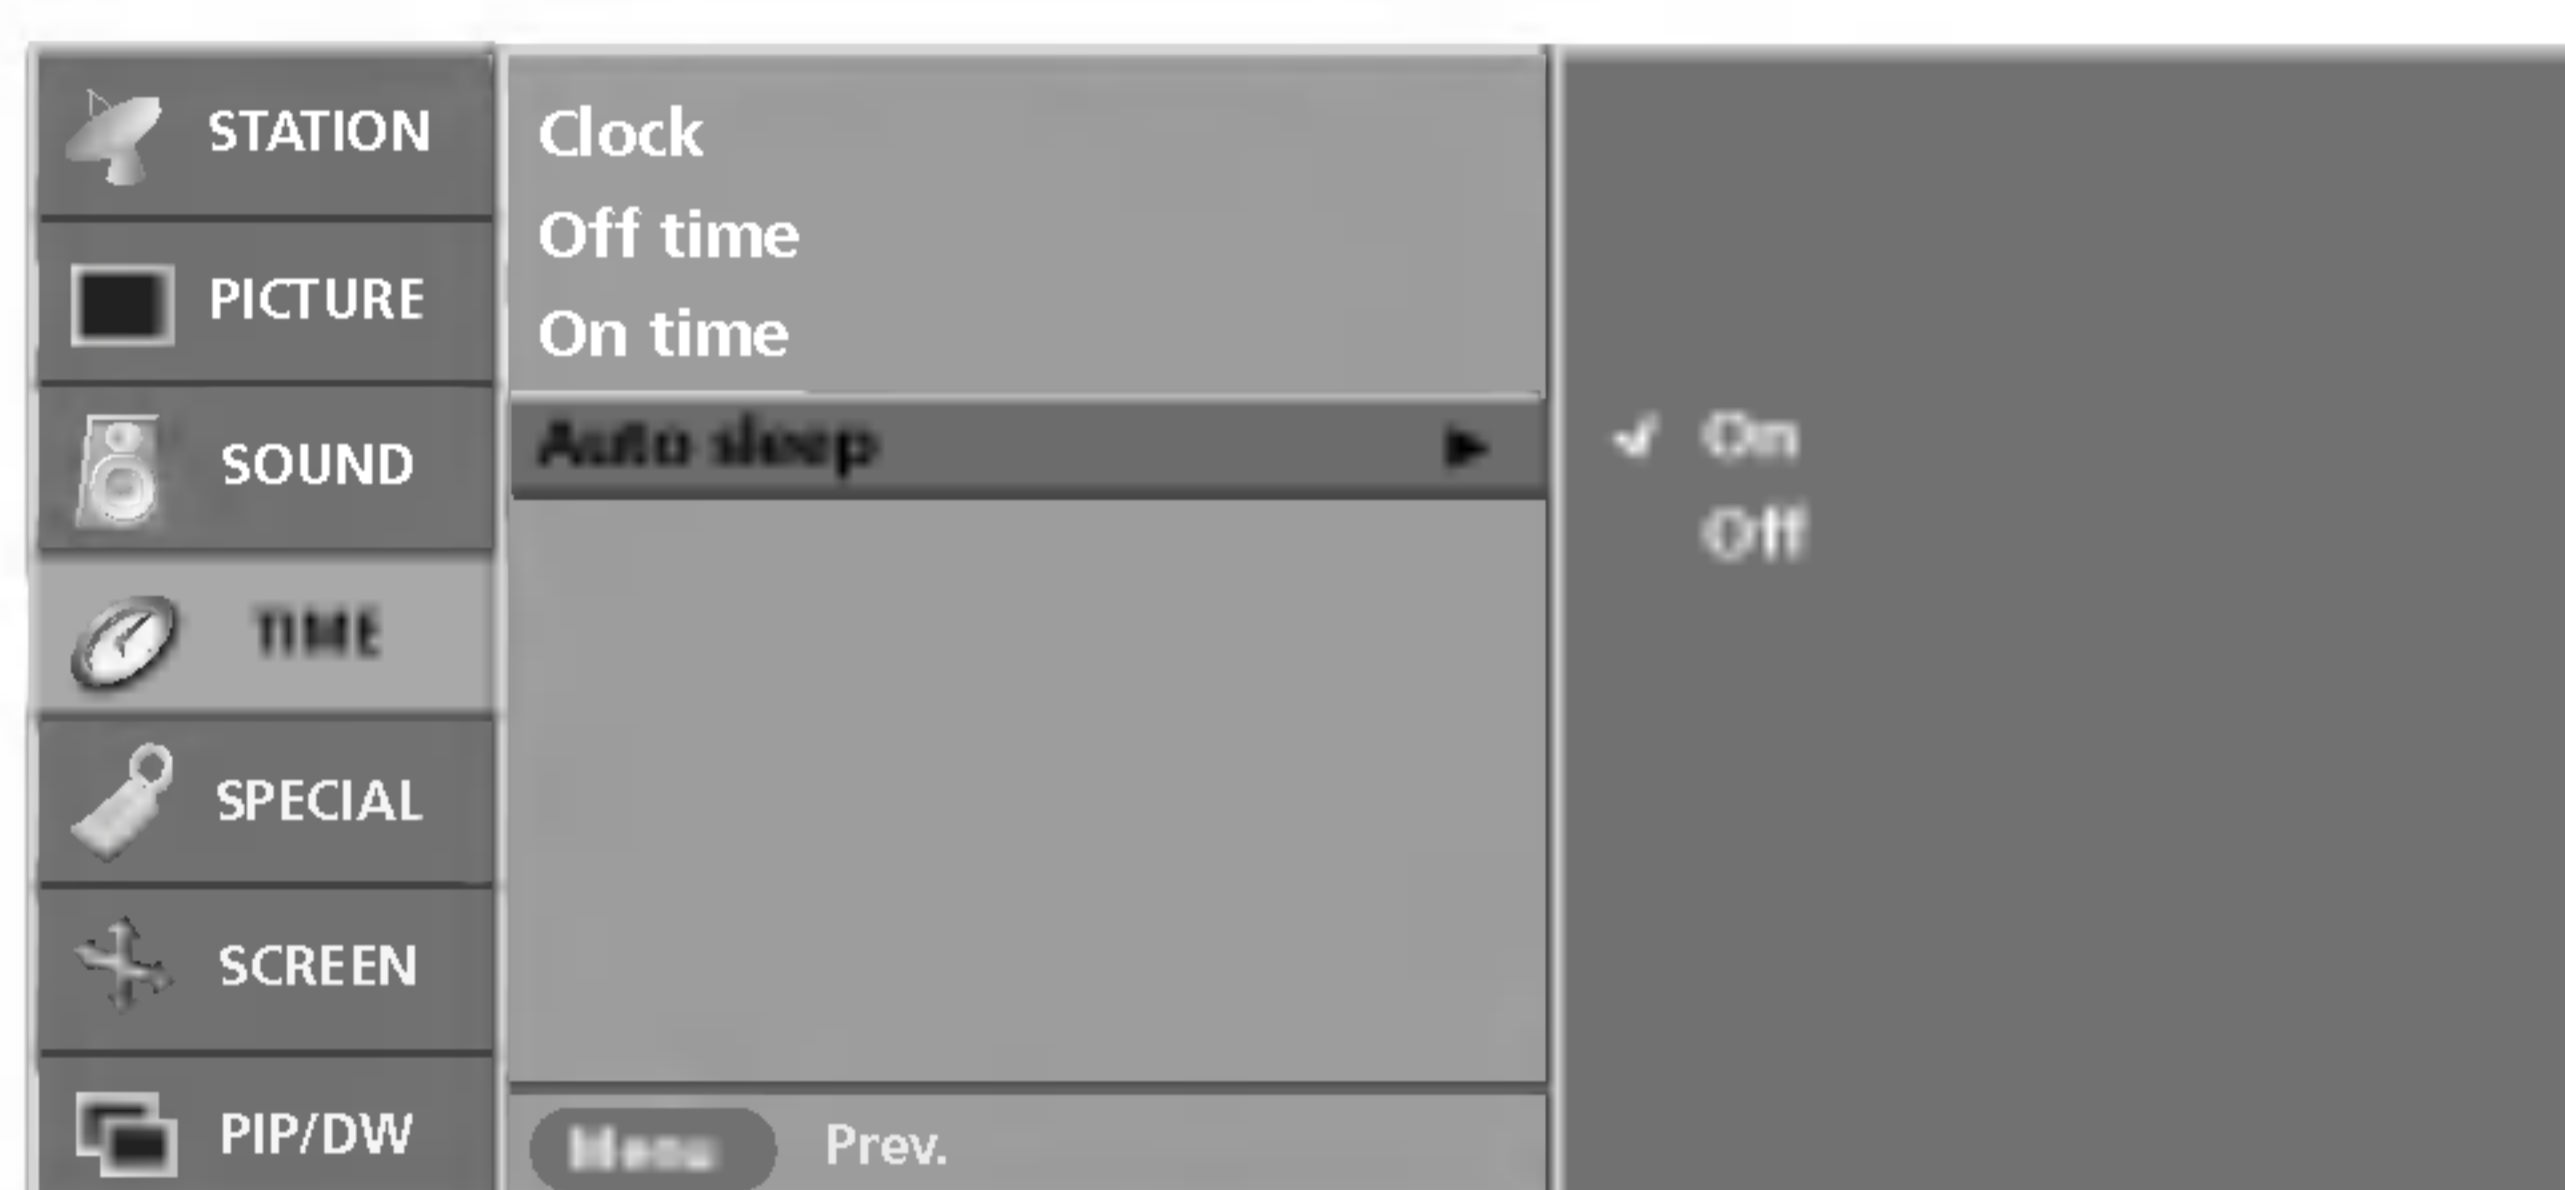 STATION
PICTURE
SOUND
TIME
SPECIAL
SCREEN
PIP/DW
Clock
Off time
On time
Auto sleep
Menu Prev.
✔ On
Off